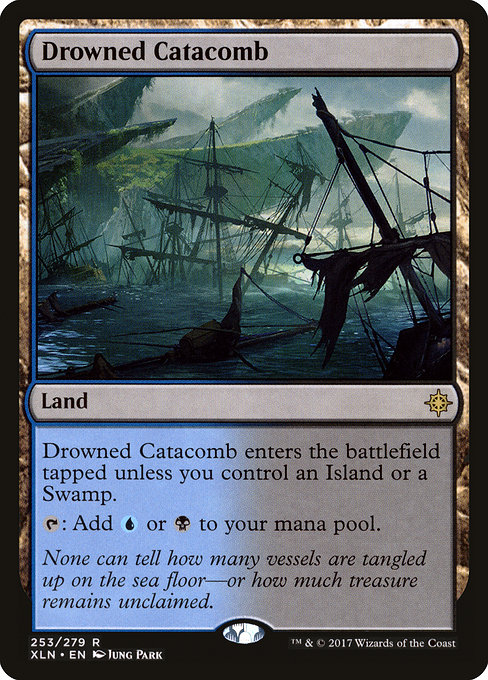 Drowned Catacomb
Land
Drowned Catacomb enters the battlefield
tapped unless you control an Island or a
Swamp.
: Add or to your mana pool.
None can tell how many vessels are tangled
up on the sea floor—or how much treasure
remains unclaimed.
253/279 R
XLN • EN Jung Park
™ & © 2017 Wizards of the Coast